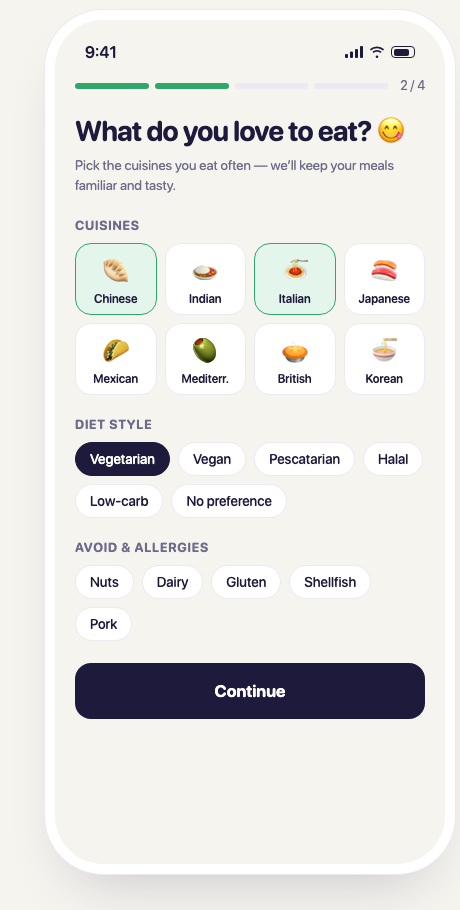 9:41
2 / 4
What do you love to eat? 😋
Pick the cuisines you eat often — we'll keep your meals
familiar and tasty.
CUISINES
Chinese Indian Italian Japanese
Mexican Mediterr. British Korean
DIET STYLE
Vegetarian Vegan Pescatarian Halal
Low-carb No preference
AVOID & ALLERGIES
Nuts Dairy Gluten Shellfish
Pork
Continue